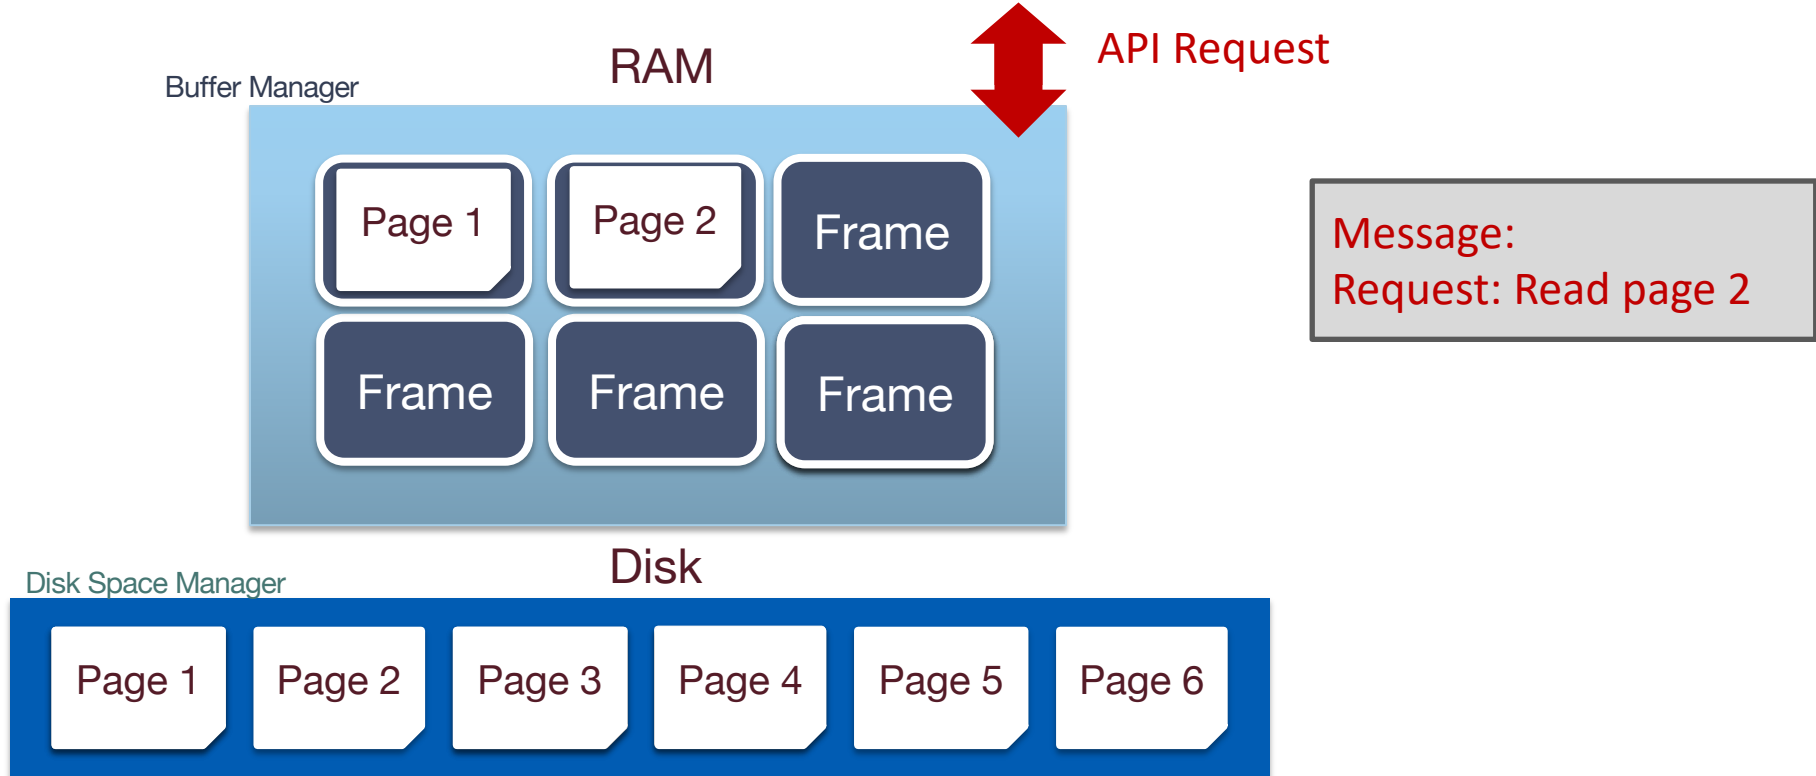 API Request
RAM
Buffer Manager
Page 1
Page 2
Frame
Frame
Frame
Frame
Message:
Request: Read page 2
Disk
Disk Space Manager
Page 1
Page 2
Page 3
Page 4
Page 5
Page 6